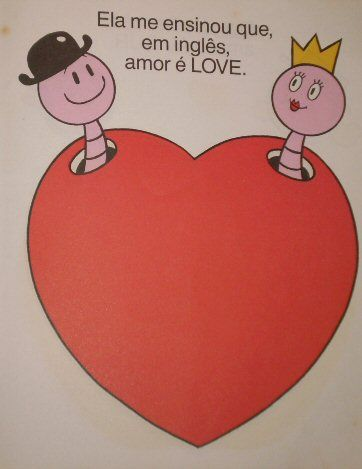 Ela me ensinou que,
em inglês,
amor é LOVE.